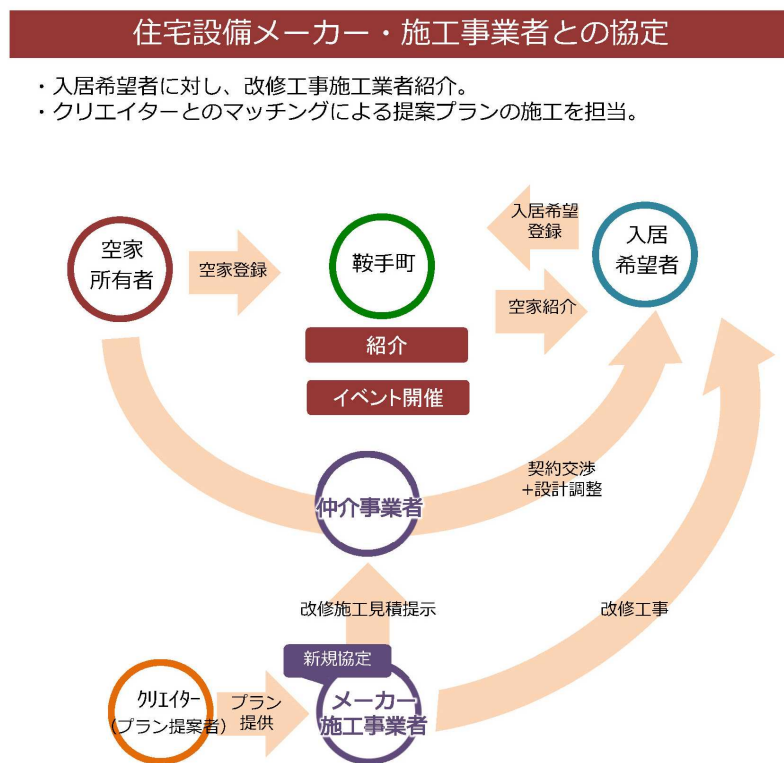 住宅設備メーカー・施工事業者との協定
・入居希望者に対し、改修工事施工業者紹介。
・クリエイターとのマッチングによる提案プランの施工を担当。
空家
所有者
空家登録
鞍手町
入居希望
登録
入居
希望者
空家紹介
紹介
イベント開催
仲介事業者
契約交渉
+設計調整
改修施工見積提示
改修工事
新規協定
クリエイター
(プラン提案者)
プラン
提供
メーカー
施工事業者